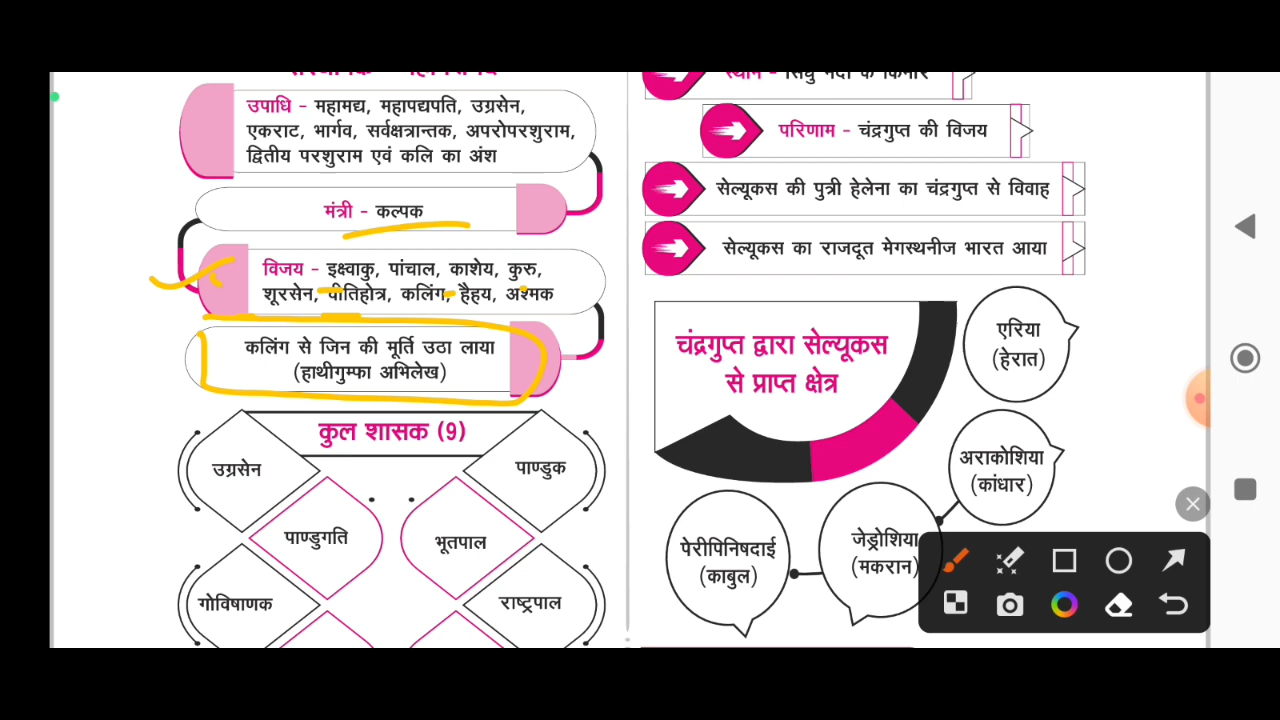 उपाधि - महामद्य, महापद्यपति, उग्रसेन,
एकराट, भार्गव, सर्वक्षत्रान्तक, अपरोपरशुराम,
द्वितीय परशुराम एवं कलि का अंश
मंत्री - कल्पक
विजय - इक्ष्वाकु, पांचाल, काशेय, कुरु,
शूरसेन, वीतिहोत्र, कलिंग, हैहय, अश्मक
कलिंग से जिन की मूर्ति उठा लाया
(हाथीगुम्फा अभिलेख)
कुल शासक (9)
उग्रसेन
पाण्डुक
पाण्डुगति
भूतपाल
गोविषाणक
राष्ट्रपाल
स्थान - सिंधु नदी के किनारे
परिणाम - चंद्रगुप्त की विजय
सेल्यूकस की पुत्री हेलेना का चंद्रगुप्त से विवाह
सेल्यूकस का राजदूत मेगस्थनीज भारत आया
चंद्रगुप्त द्वारा सेल्यूकस
से प्राप्त क्षेत्र
एरिया
(हेरात)
अराकोशिया
(कांधार)
जेड्रोशिया
(मकरान)
पेरीपिनिषदाई
(काबुल)